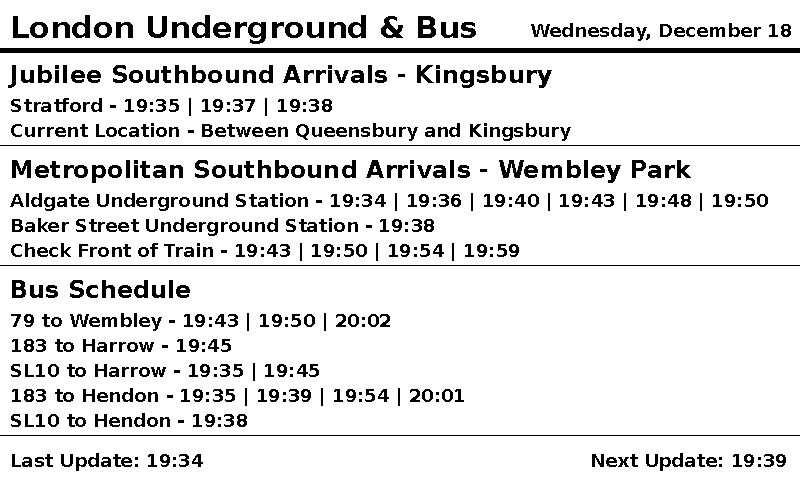 London Underground & Bus Wednesday, December 18
Jubilee Southbound Arrivals - Kingsbury
Stratford - 19:35 | 19:37 | 19:38
Current Location - Between Queensbury and Kingsbury
Metropolitan Southbound Arrivals - Wembley Park
Aldgate Underground Station - 19:34 | 19:36 | 19:40 | 19:43 | 19:48 | 19:50
Baker Street Underground Station - 19:38
Check Front of Train - 19:43 | 19:50 | 19:54 | 19:59
Bus Schedule
79 to Wembley - 19:43 | 19:50 | 20:02
183 to Harrow - 19:45
SL10 to Harrow - 19:35 | 19:45
183 to Hendon - 19:35 | 19:39 | 19:54 | 20:01
SL10 to Hendon - 19:38
Last Update: 19:34 Next Update: 19:39